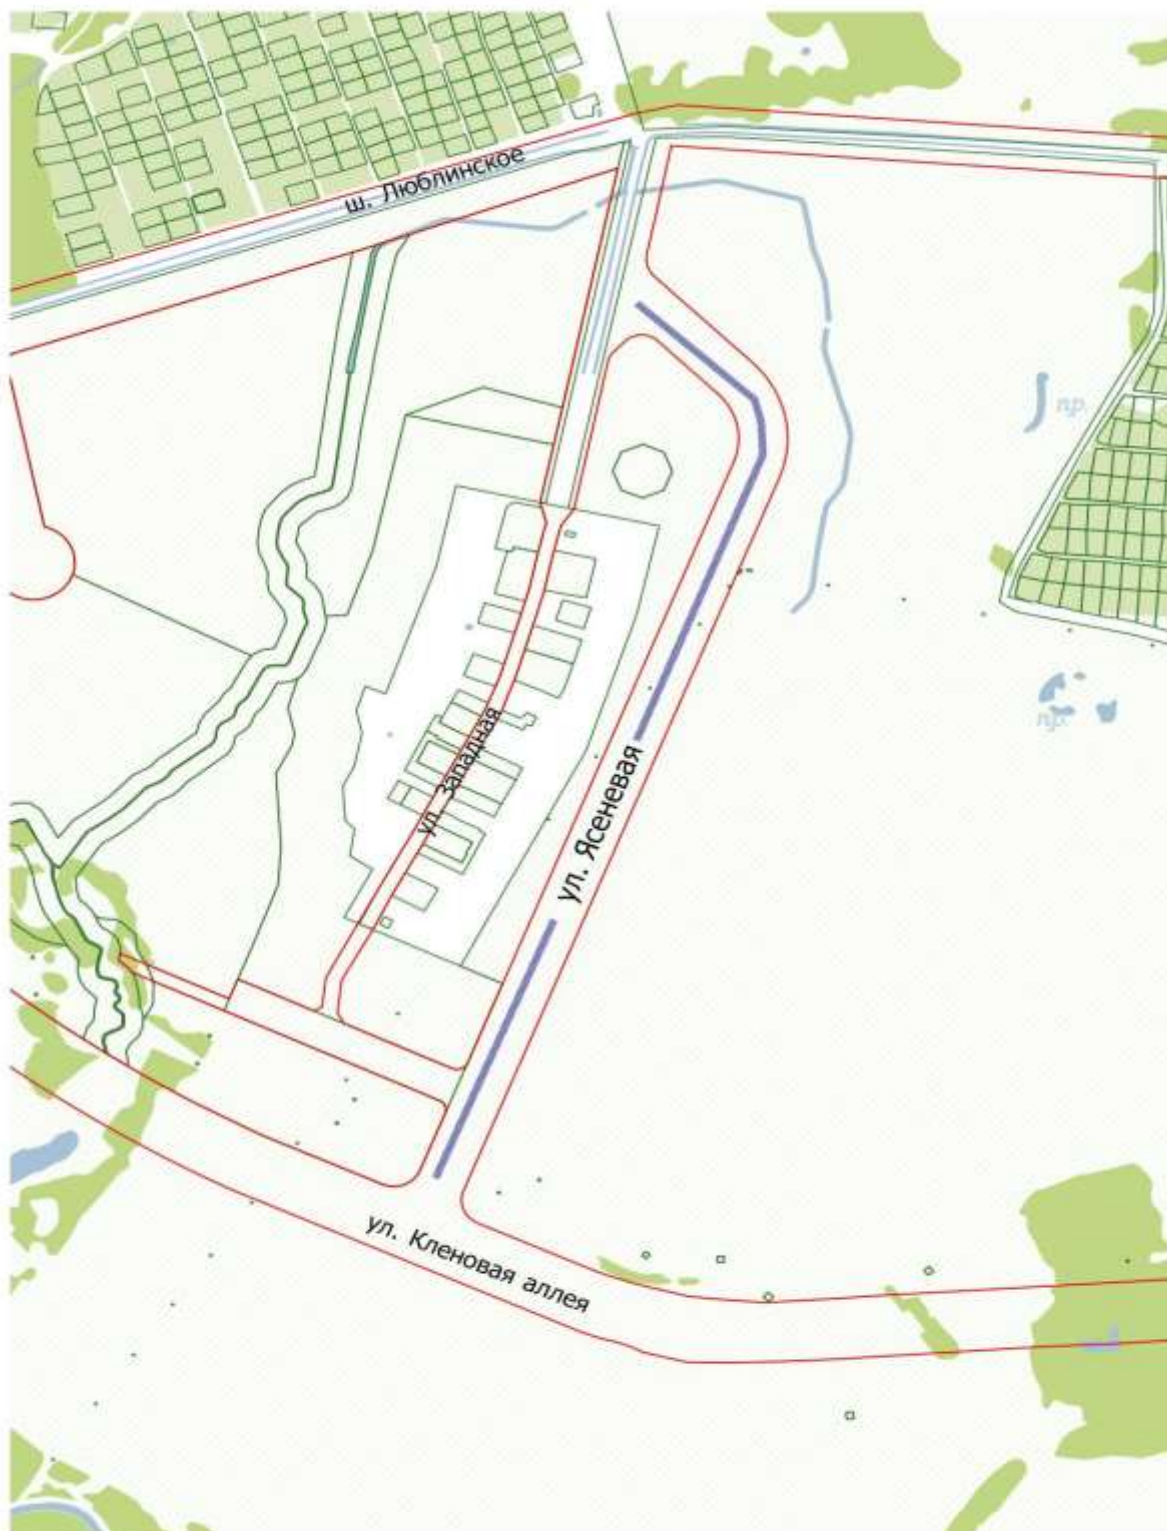 ш. Люблинское
пр.
пр.
ул. Западная
ул. Ясеневая
ул. Кленовая аллея